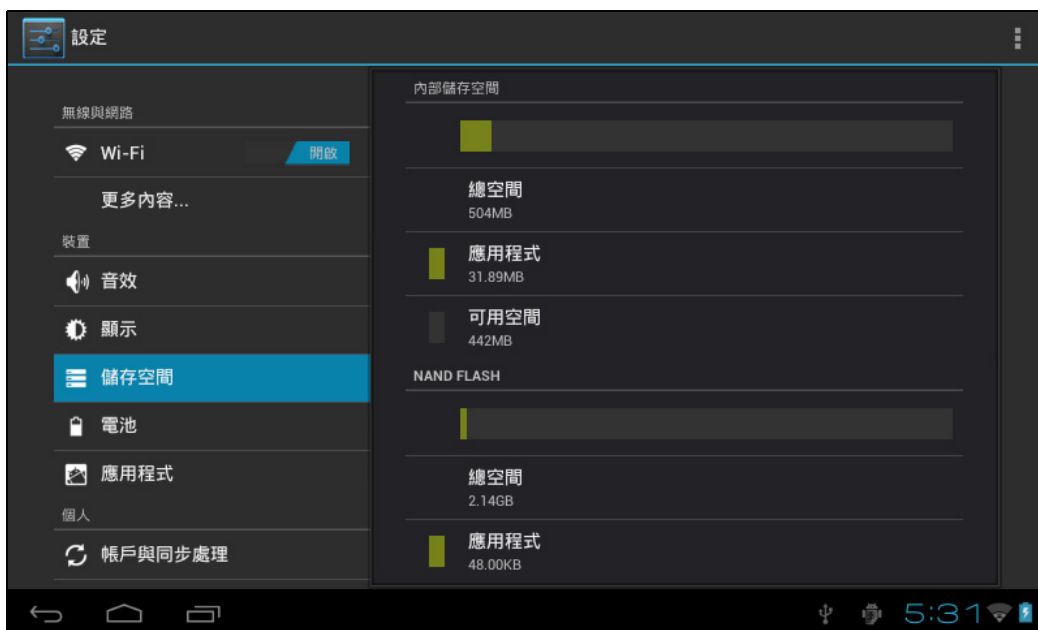 設定
無線與網路
Wi-Fi
開啟
更多內容...
裝置
音效
顯示
儲存空間
電池
應用程式
個人
帳戶與同步處理
內部儲存空間
總空間
504MB
應用程式
31.89MB
可用空間
442MB
NAND FLASH
總空間
2.14GB
應用程式
48.00KB
5:31